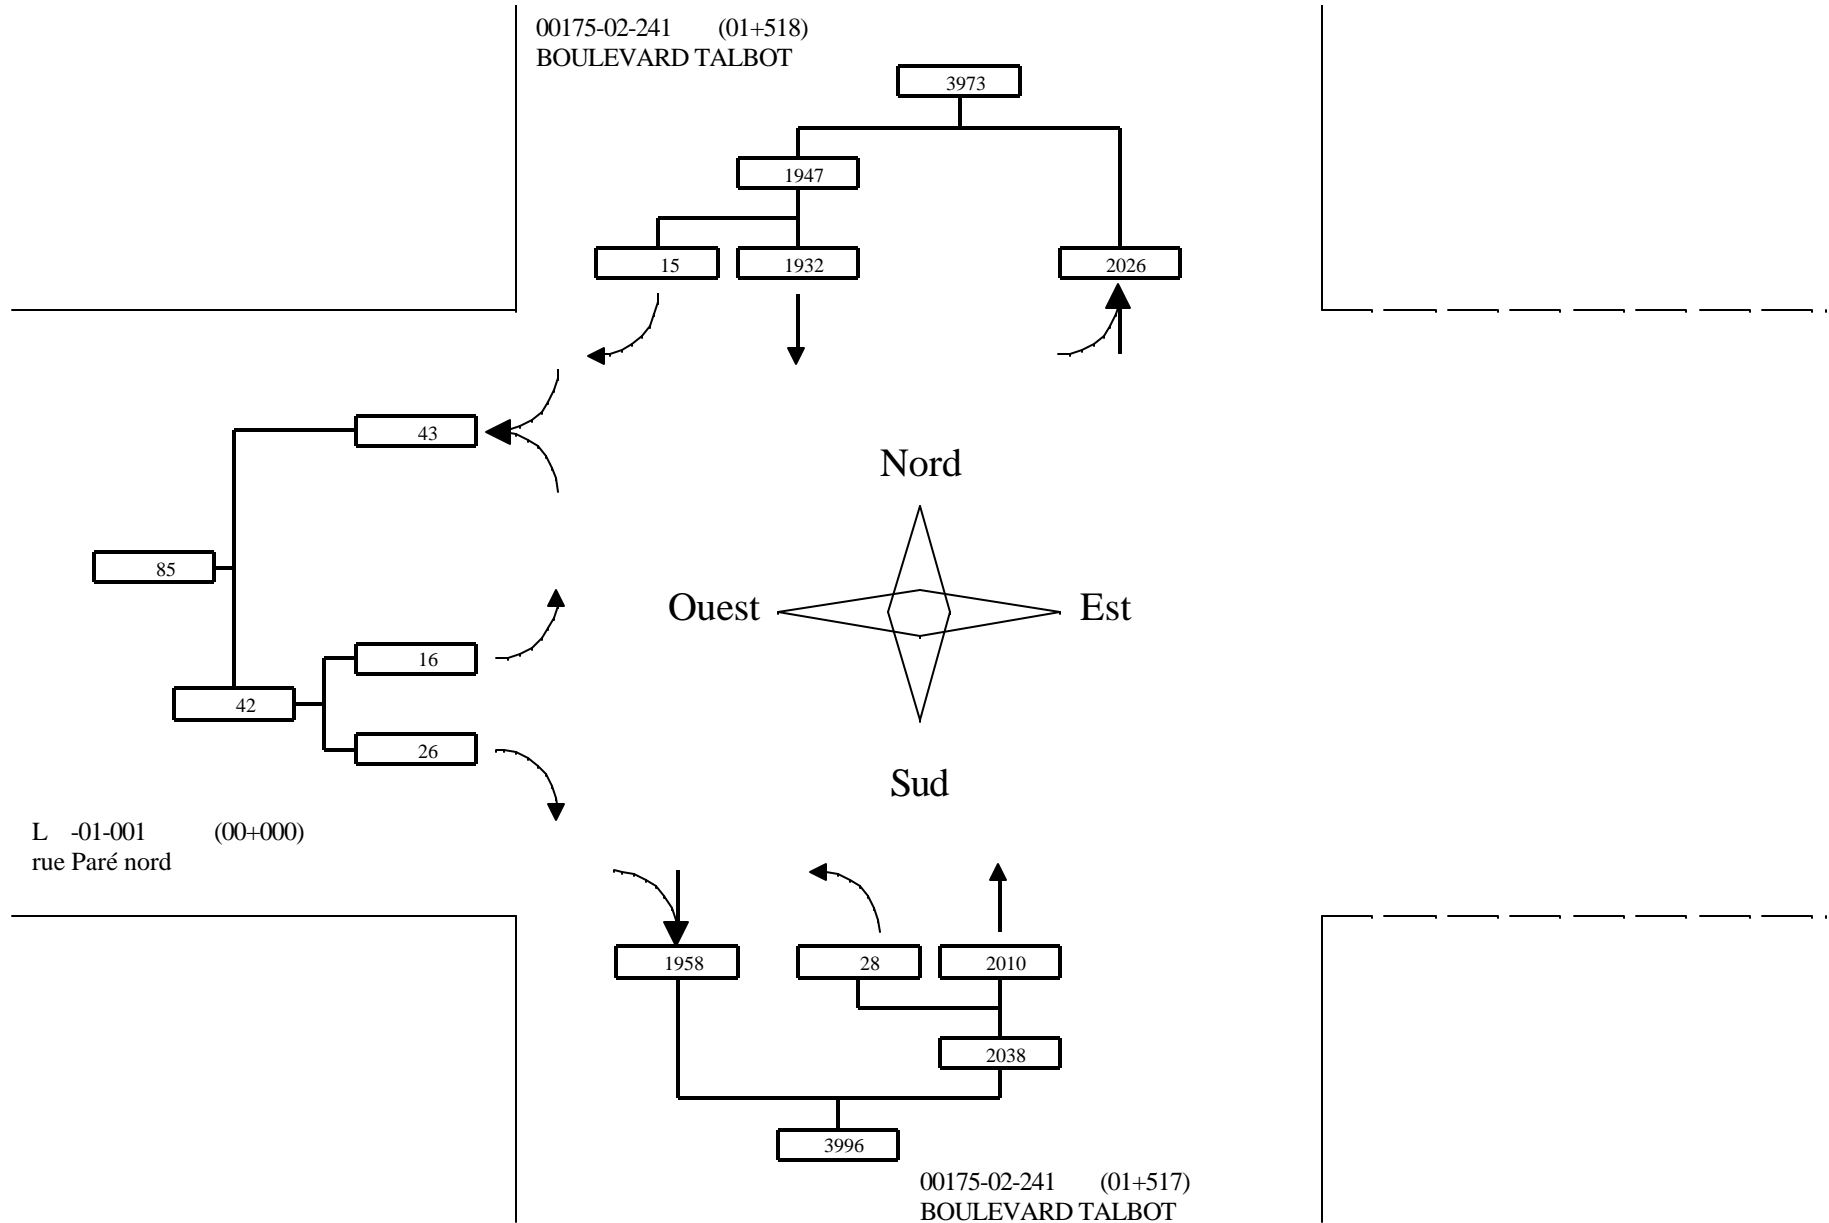 00175-02-241 (01+518)
BOULEVARD TALBOT
3973
1947
15 1932 2026
43
Nord
85
Ouest Est
16
42
26
Sud
L -01-001 (00+000)
rue Paré nord
1958 28 2010
2038
3996
00175-02-241 (01+517)
BOULEVARD TALBOT